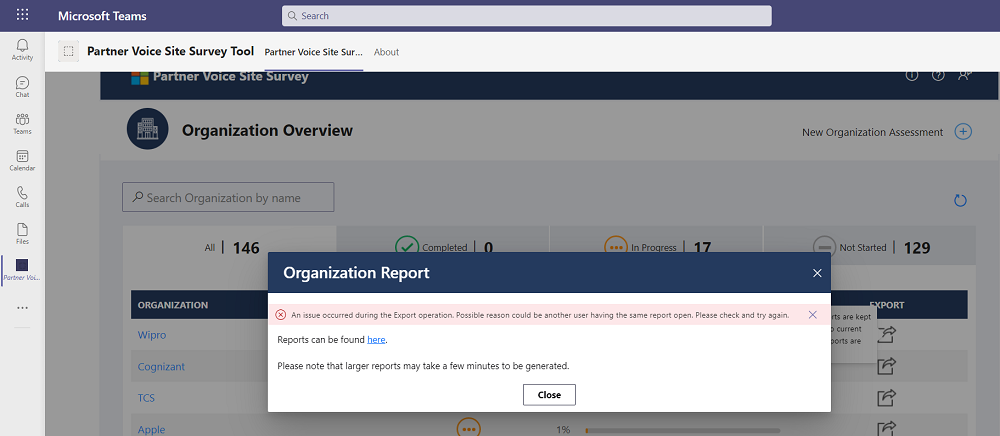 Microsoft Teams
Search
Activity
Chat
Teams
Calendar
Calls
Files
Partner Voi...
Partner Voice Site Survey Tool
Partner Voice Site Sur...
About
Partner Voice Site Survey
Organization Overview
New Organization Assessment
Search Organization by name
All | 146
Completed | 0
In Progress | 17
Not Started | 129
Organization Report
An issue occurred during the Export operation. Possible reason could be another user having the same report open. Please check and try again.
Reports can be found here.
Please note that larger reports may take a few minutes to be generated.
Close
ORGANIZATION
EXPORT
are kept
current
are
Wipro
Cognizant
TCS
Apple
1%